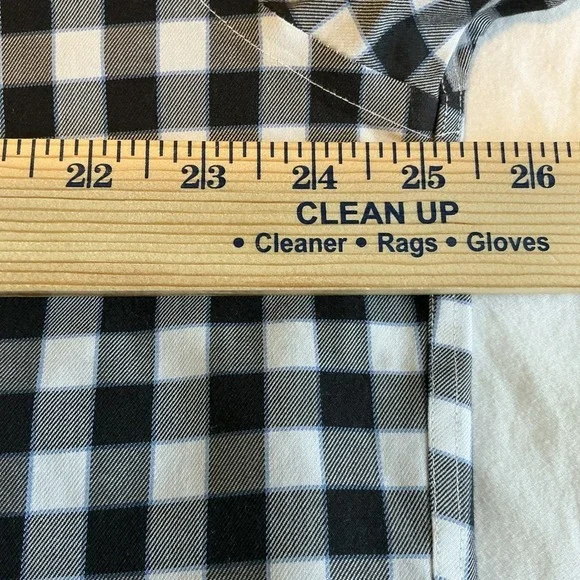 22 23 24 25 26
CLEAN UP
• Cleaner • Rags • Gloves